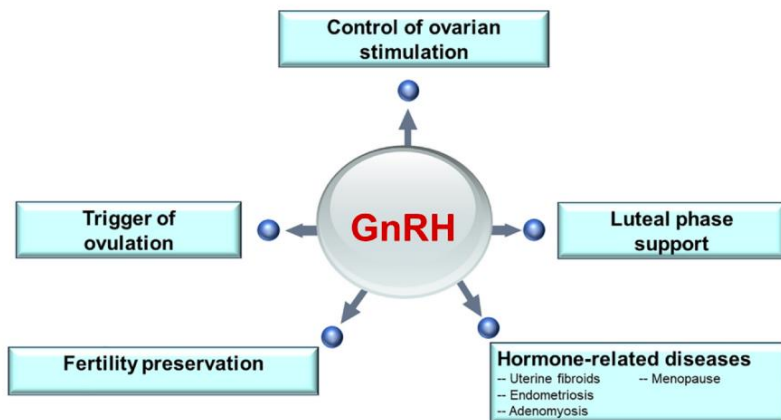 Control of ovarian
stimulation
Trigger of
ovulation
GnRH
Luteal phase
support
Fertility preservation
Hormone-related diseases
-- Uterine fibroids -- Menopause
-- Endometriosis
-- Adenomyosis